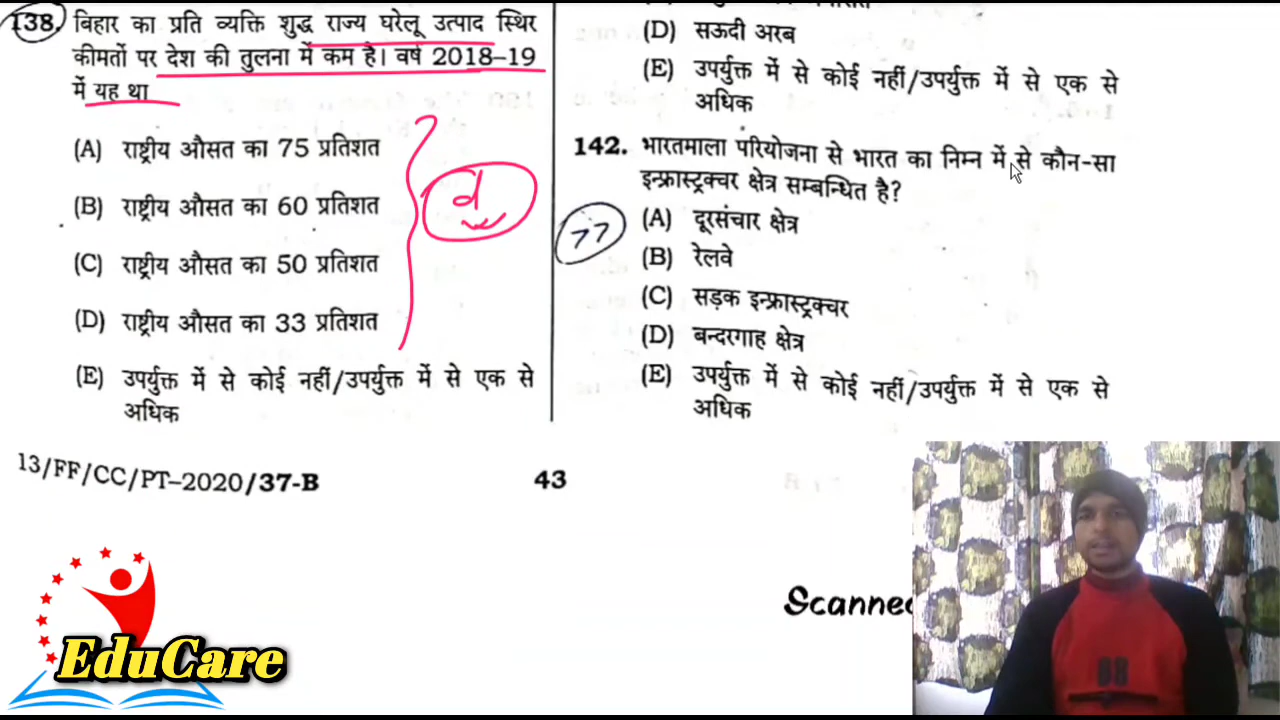 138. बिहार का प्रति व्यक्ति शुद्ध राज्य घरेलू उत्पाद स्थिर
कीमतों पर देश की तुलना में कम है। वर्ष 2018–19
में यह था
(A) राष्ट्रीय औसत का 75 प्रतिशत
(B) राष्ट्रीय औसत का 60 प्रतिशत
(C) राष्ट्रीय औसत का 50 प्रतिशत
(D) राष्ट्रीय औसत का 33 प्रतिशत
(E) उपर्युक्त में से कोई नहीं/उपर्युक्त में से एक से
अधिक
(D) सऊदी अरब
(E) उपर्युक्त में से कोई नहीं/उपर्युक्त में से एक से
अधिक
142. भारतमाला परियोजना से भारत का निम्न में से कौन-सा
इन्फ्रास्ट्रक्चर क्षेत्र सम्बन्धित है?
77
(A) दूरसंचार क्षेत्र
(B) रेलवे
(C) सड़क इन्फ्रास्ट्रक्चर
(D) बन्दरगाह क्षेत्र
(E) उपर्युक्त में से कोई नहीं/उपर्युक्त में से एक से
अधिक
13/FF/CC/PT–2020/37-B
43
Scanned
EduCare
88